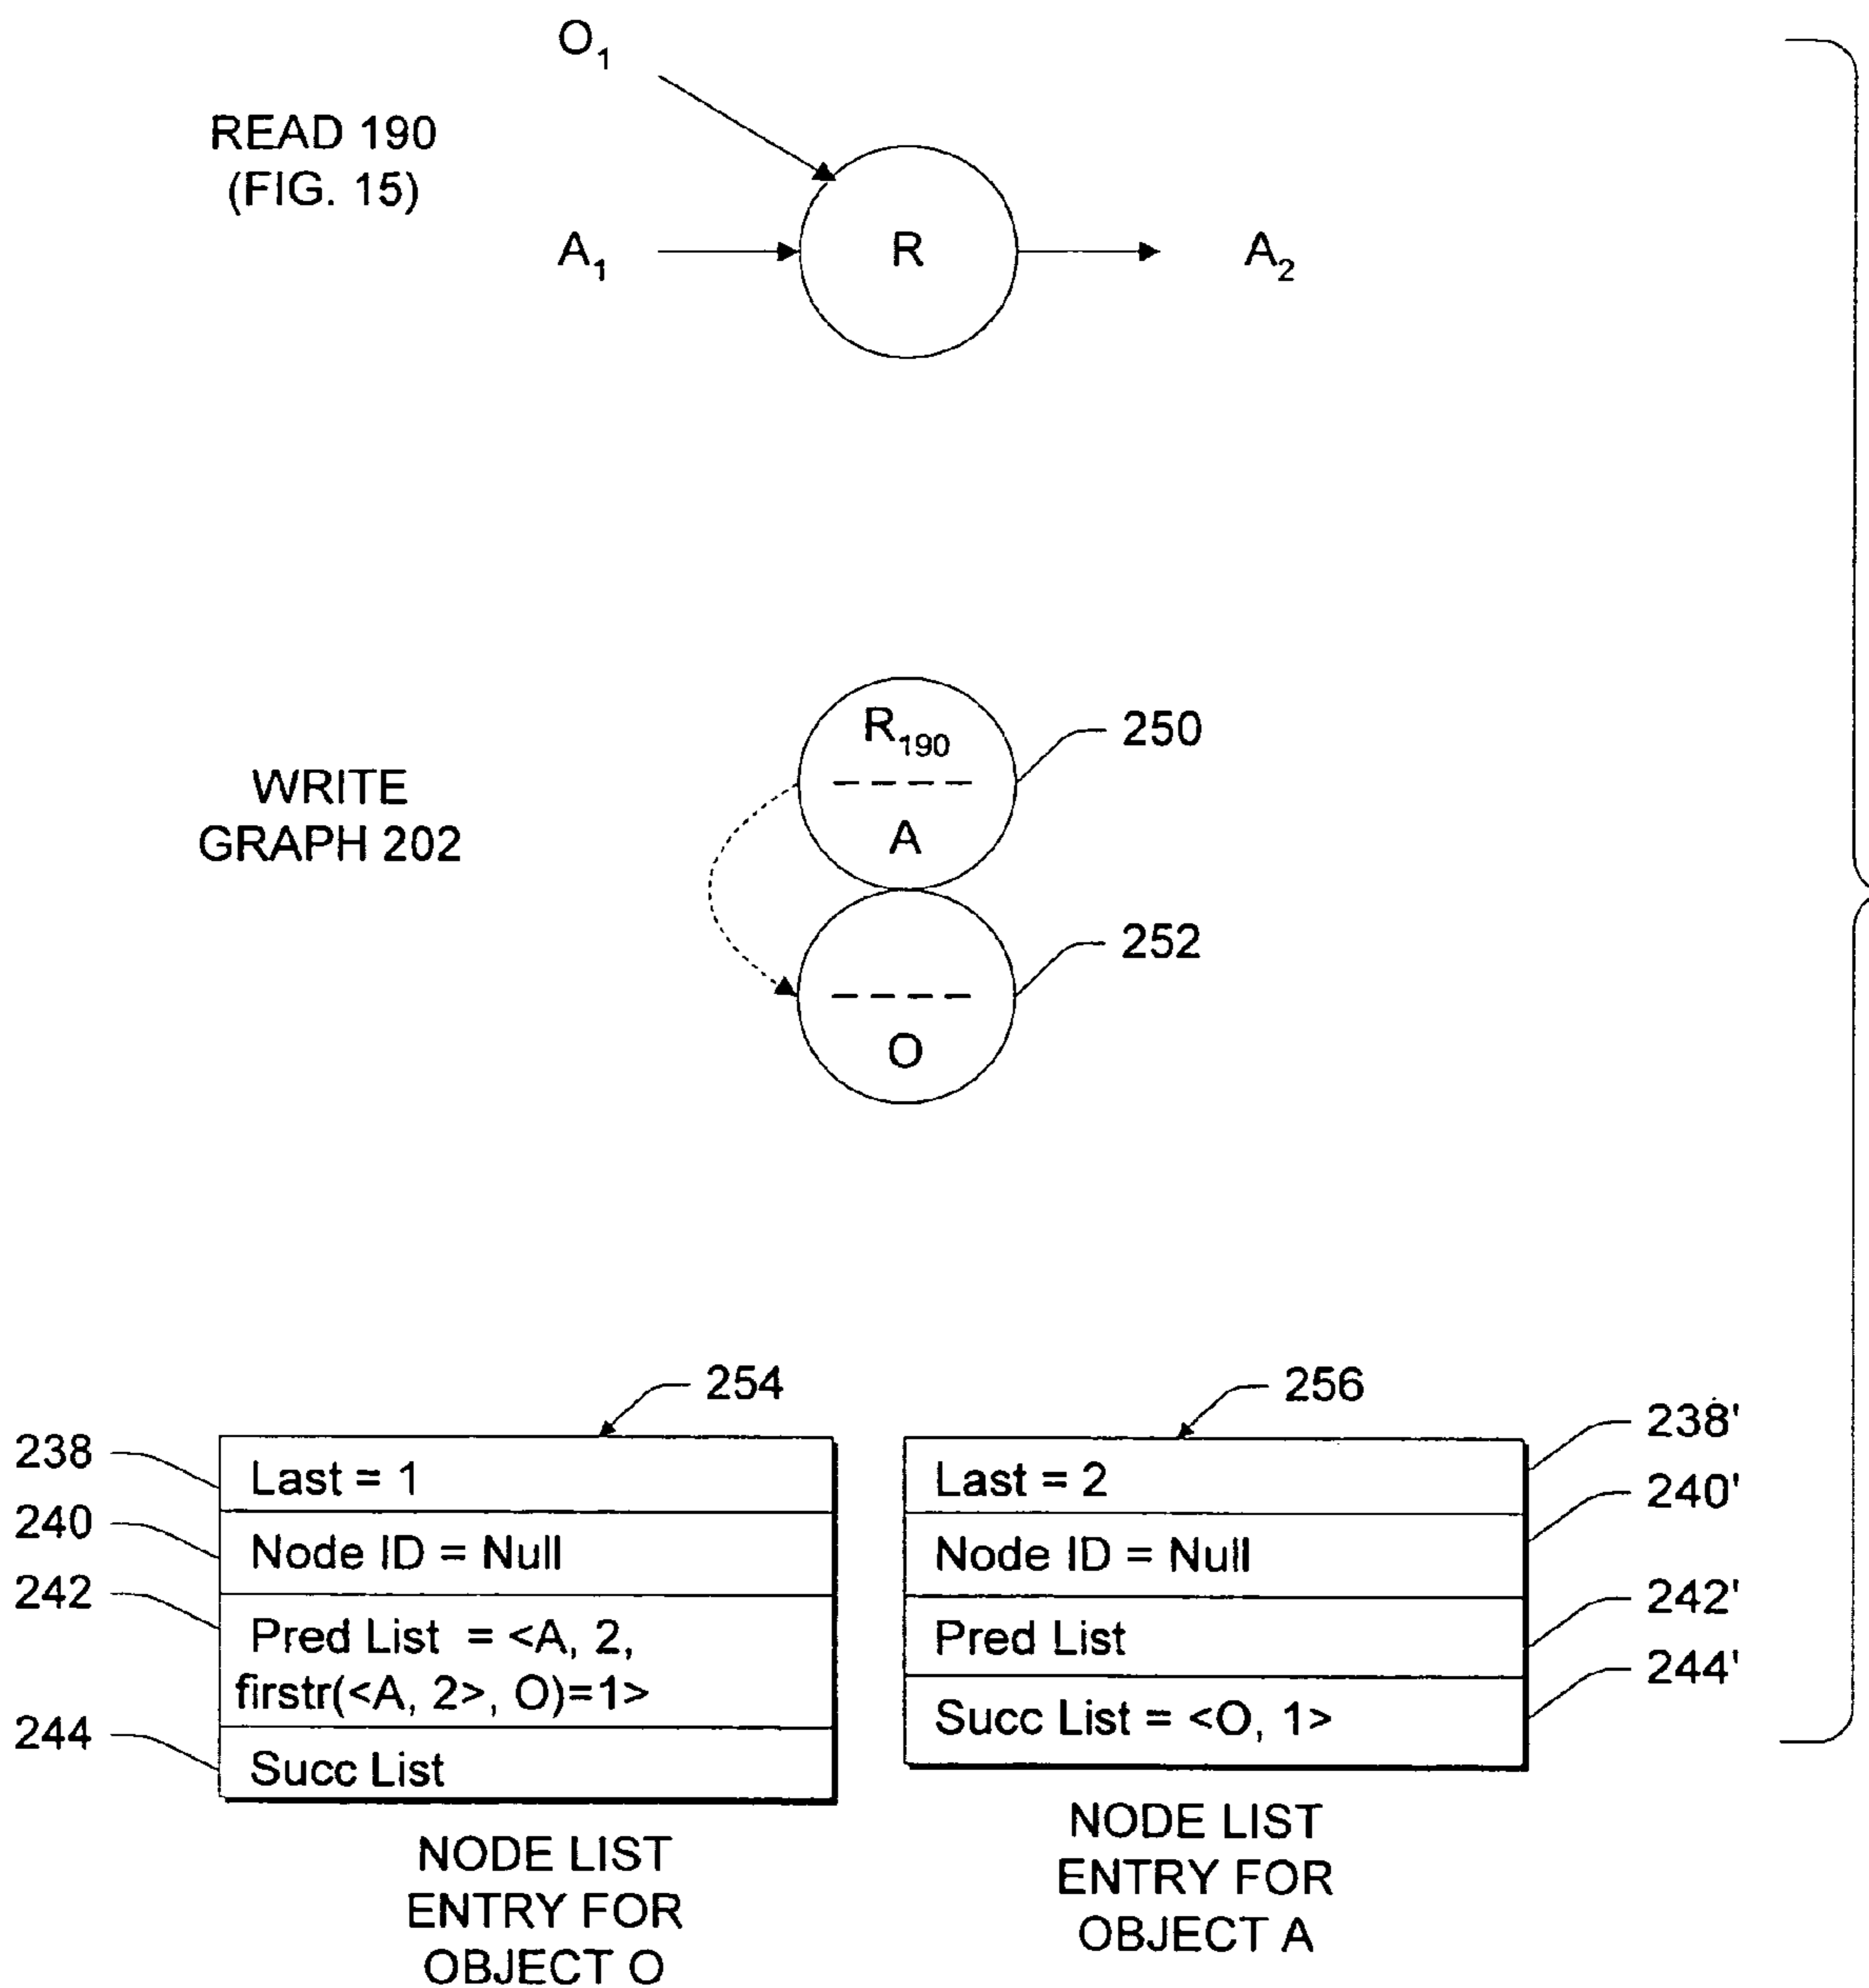 O₁
READ 190
(FIG. 15)
A₁
R
A₂
R₁₉₀
A
250
WRITE
GRAPH 202
O
252
254
238
Last = 1
240
Node ID = Null
242
Pred List = <A, 2,
firstr(<A, 2>, O)=1>
244
Succ List
NODE LIST
ENTRY FOR
OBJECT O
256
238'
Last = 2
240'
Node ID = Null
242'
Pred List
244'
Succ List = <O, 1>
NODE LIST
ENTRY FOR
OBJECT A